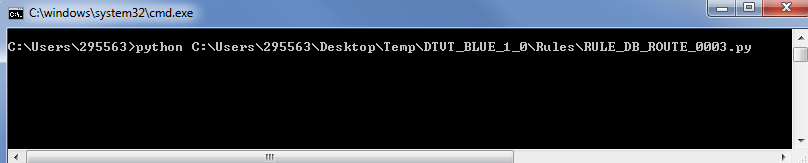 C:\windows\system32\cmd.exe
C:\Users\295563>python C:\Users\295563\Desktop\Temp\DTVT_BLUE_1_0\Rules\RULE_DB_ROUTE_0003.py